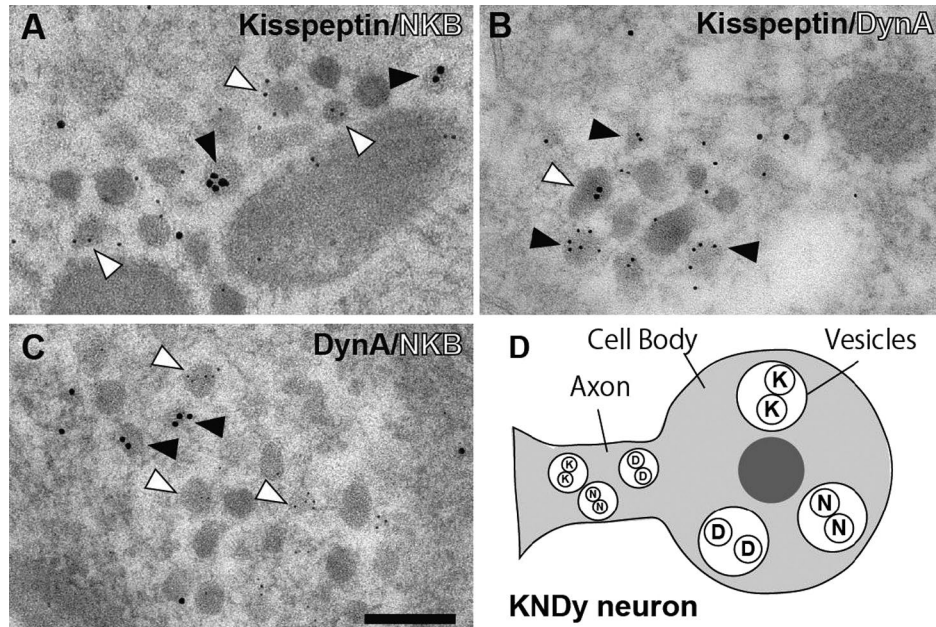 A
Kisspeptin/NKB
B
Kisspeptin/DynA
C
DynA/NKB
D
Cell Body
Vesicles
Axon
K
K
K
K
D
D
N
N
N
N
D
D
KNDy neuron